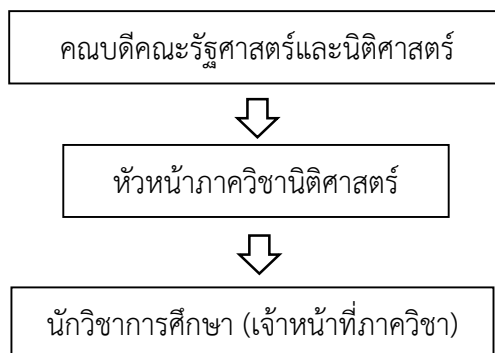 คณบดีคณะรัฐศาสตร์และนิติศาสตร์
หัวหน้าภาควิชานิติศาสตร์
นักวิชาการศึกษา (เจ้าหน้าที่ภาควิชา)